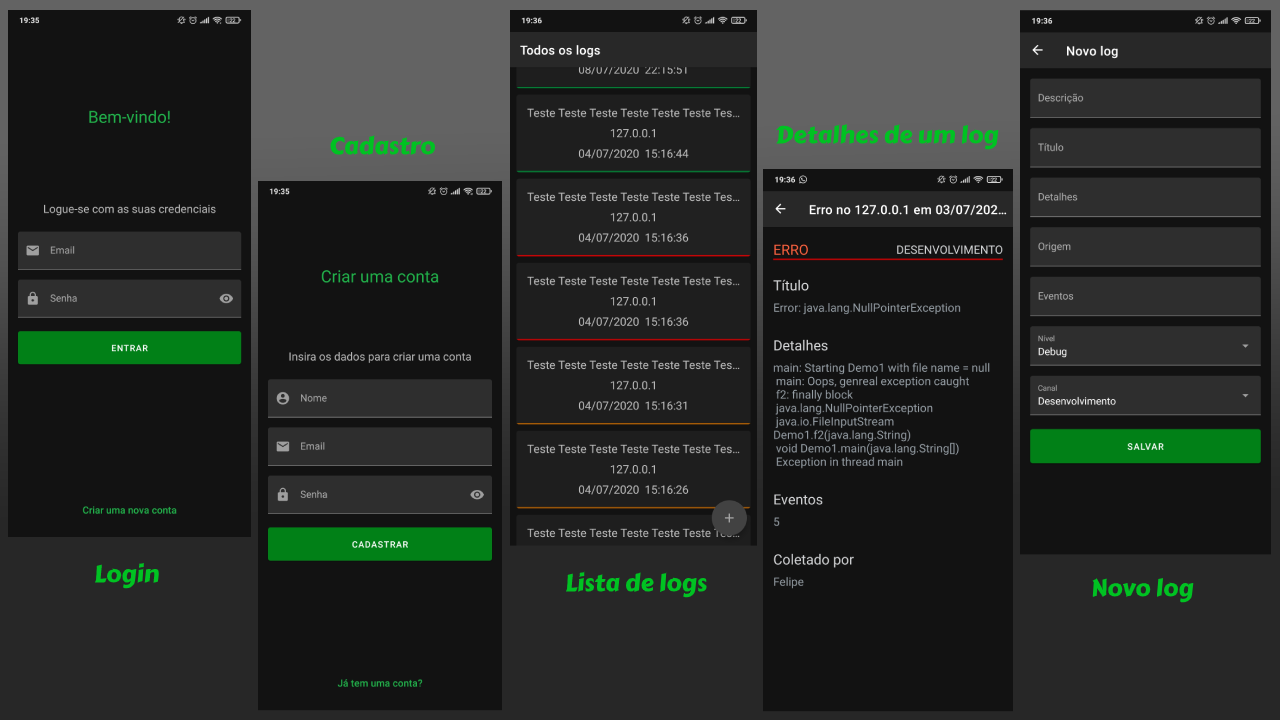 19:35
Bem-vindo!
Logue-se com as suas credenciais
Email
Senha
ENTRAR
Criar uma nova conta
Login
Cadastro
19:35
Criar uma conta
Insira os dados para criar uma conta
Nome
Email
Senha
CADASTRAR
Já tem uma conta?
19:36
Todos os logs
08/07/2020 22:15:51
Teste Teste Teste Teste Teste Teste Tes...
127.0.0.1
04/07/2020 15:16:44
Teste Teste Teste Teste Teste Teste Tes...
127.0.0.1
04/07/2020 15:16:36
Teste Teste Teste Teste Teste Teste Tes...
127.0.0.1
04/07/2020 15:16:36
Teste Teste Teste Teste Teste Teste Tes...
127.0.0.1
04/07/2020 15:16:31
Teste Teste Teste Teste Teste Teste Tes...
127.0.0.1
04/07/2020 15:16:26
Teste Teste Teste Teste Teste Teste Tes...
+
Lista de logs
Detalhes de um log
19:36
Erro no 127.0.0.1 em 03/07/202...
ERRO DESENVOLVIMENTO
Título
Error: java.lang.NullPointerException
Detalhes
main: Starting Demo1 with file name = null
main: Oops, genreal exception caught
f2: finally block
java.lang.NullPointerException
java.io.FileInputStream
Demo1.f2(java.lang.String)
void Demo1.main(java.lang.String[])
Exception in thread main
Eventos
5
Coletado por
Felipe
19:36
Novo log
Descrição
Título
Detalhes
Origem
Eventos
Nível
Debug
Canal
Desenvolvimento
SALVAR
Novo log